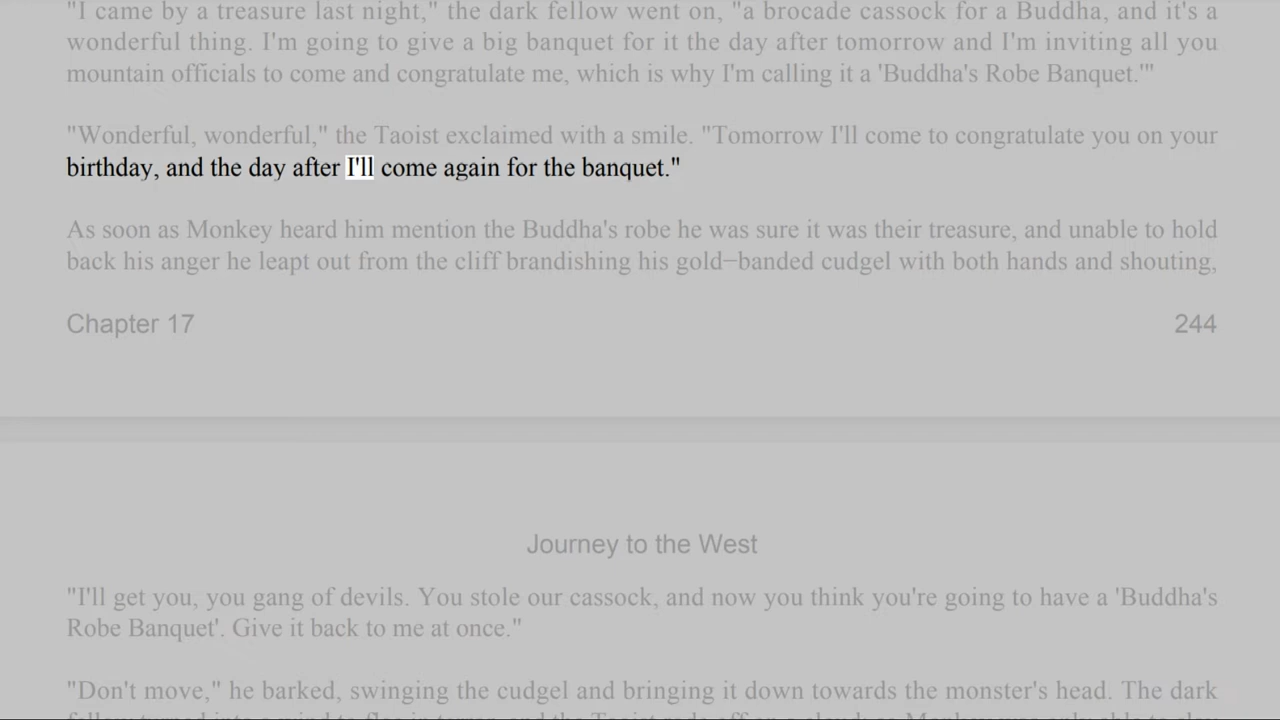 "I came by a treasure last night," the dark fellow went on, "a brocade cassock for a Buddha, and it's a
wonderful thing. I'm going to give a big banquet for it the day after tomorrow and I'm inviting all you
mountain officials to come and congratulate me, which is why I'm calling it a 'Buddha's Robe Banquet.'"
"Wonderful, wonderful," the Taoist exclaimed with a smile. "Tomorrow I'll come to congratulate you on your
birthday, and the day after I'll come again for the banquet."
As soon as Monkey heard him mention the Buddha's robe he was sure it was their treasure, and unable to hold
back his anger he leapt out from the cliff brandishing his gold−banded cudgel with both hands and shouting,
Chapter 17 244
Journey to the West
"I'll get you, you gang of devils. You stole our cassock, and now you think you're going to have a 'Buddha's
Robe Banquet'. Give it back to me at once."
"Don't move," he barked, swinging the cudgel and bringing it down towards the monster's head. The dark